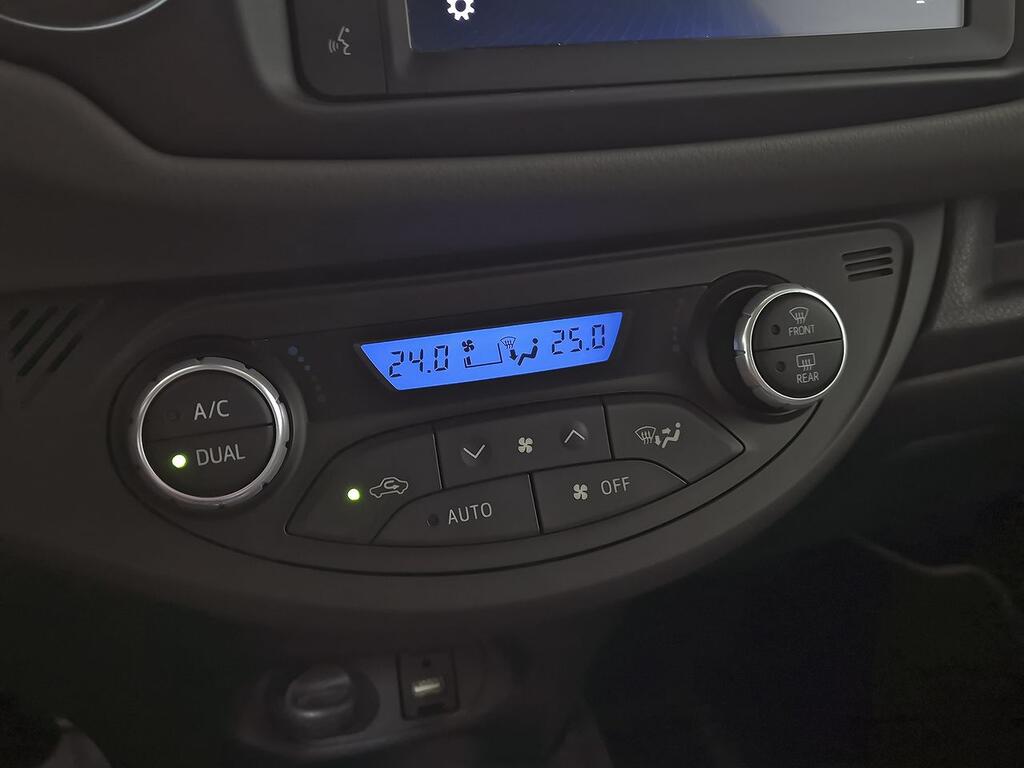 24.0 25.0
FRONT
REAR
A/C
DUAL
AUTO
OFF